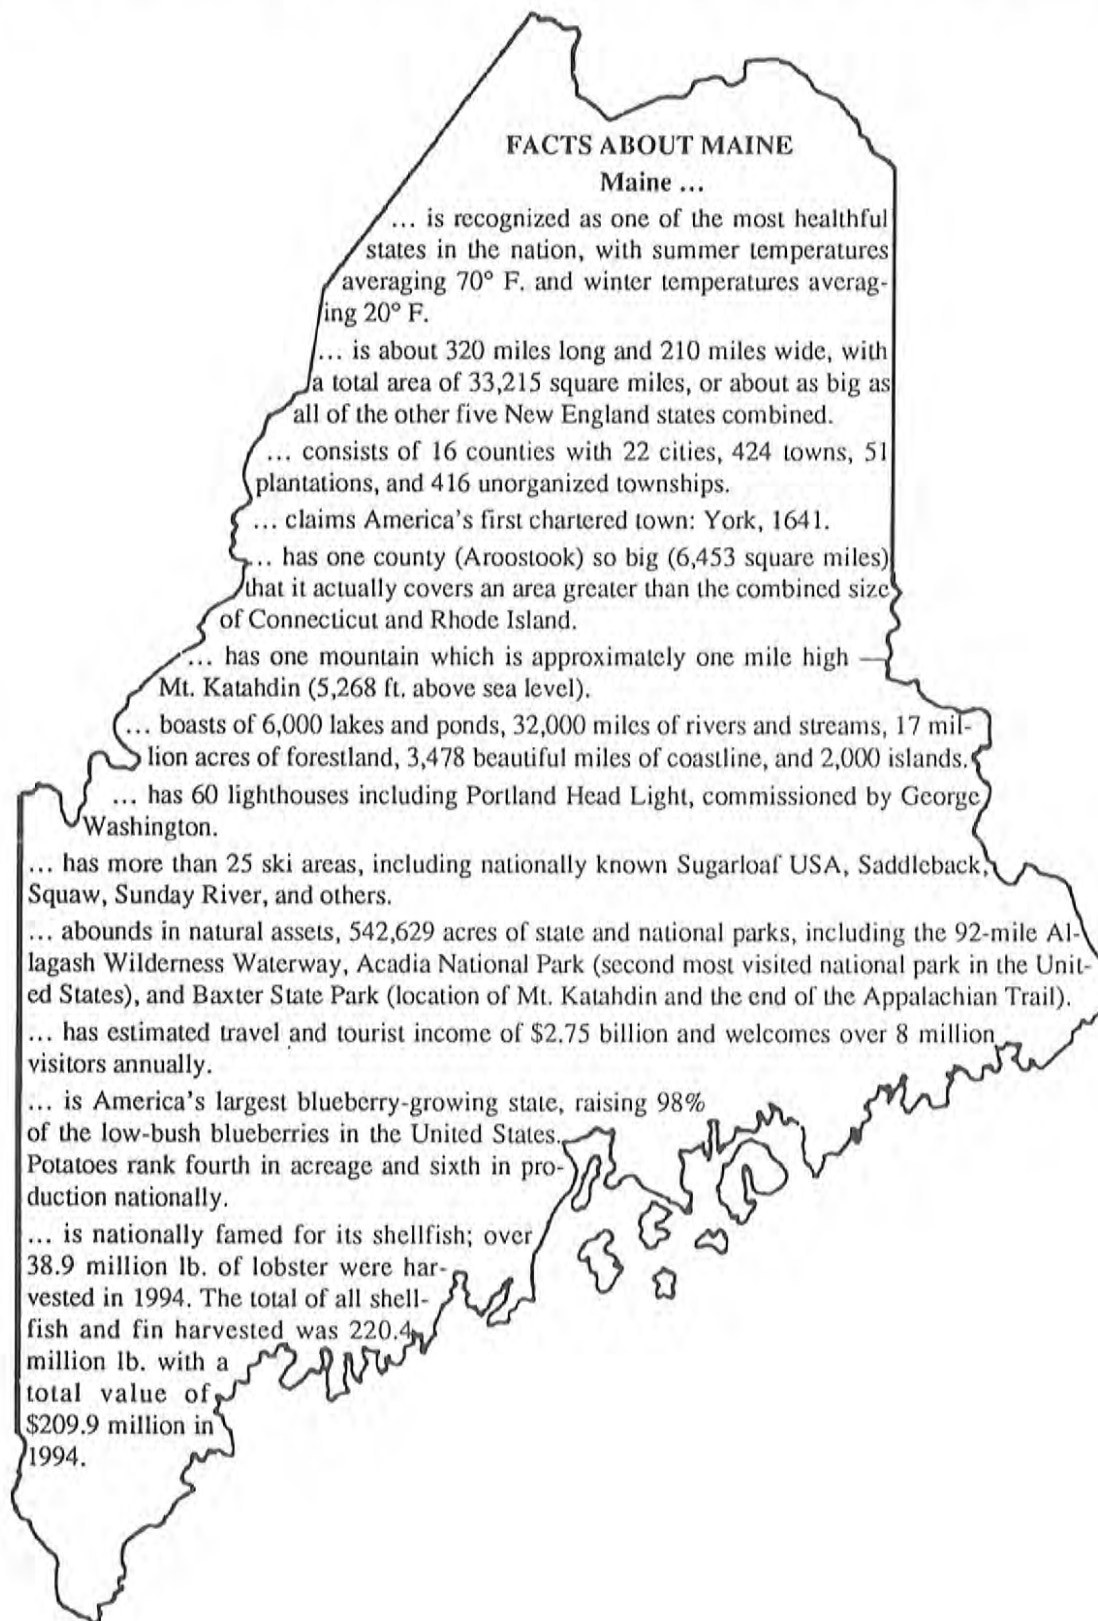 FACTS ABOUT MAINE
Maine ...
... is recognized as one of the most healthful
states in the nation, with summer temperatures
averaging 70° F. and winter temperatures averag-
ing 20° F.
... is about 320 miles long and 210 miles wide, with
a total area of 33,215 square miles, or about as big as
all of the other five New England states combined.
... consists of 16 counties with 22 cities, 424 towns, 51
plantations, and 416 unorganized townships.
... claims America's first chartered town: York, 1641.
... has one county (Aroostook) so big (6,453 square miles)
that it actually covers an area greater than the combined size
of Connecticut and Rhode Island.
... has one mountain which is approximately one mile high —
Mt. Katahdin (5,268 ft. above sea level).
... boasts of 6,000 lakes and ponds, 32,000 miles of rivers and streams, 17 mil-
lion acres of forestland, 3,478 beautiful miles of coastline, and 2,000 islands.
... has 60 lighthouses including Portland Head Light, commissioned by George
Washington.
... has more than 25 ski areas, including nationally known Sugarloaf USA, Saddleback,
Squaw, Sunday River, and others.
... abounds in natural assets, 542,629 acres of state and national parks, including the 92-mile Al-
lagash Wilderness Waterway, Acadia National Park (second most visited national park in the Unit-
ed States), and Baxter State Park (location of Mt. Katahdin and the end of the Appalachian Trail).
... has estimated travel and tourist income of $2.75 billion and welcomes over 8 million
visitors annually.
... is America's largest blueberry-growing state, raising 98%
of the low-bush blueberries in the United States.
Potatoes rank fourth in acreage and sixth in pro-
duction nationally.
... is nationally famed for its shellfish; over
38.9 million lb. of lobster were har-
vested in 1994. The total of all shell-
fish and fin harvested was 220.4
million lb. with a
total value of
$209.9 million in
1994.